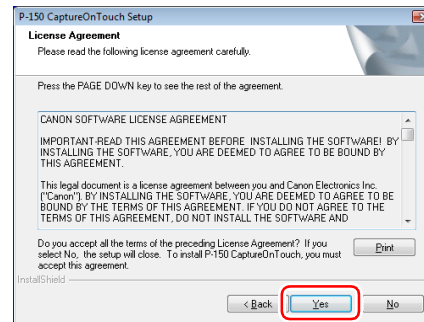 P-150 CaptureOnTouch Setup
License Agreement
Please read the following license agreement carefully.
Press the PAGE DOWN key to see the rest of the agreement.
CANON SOFTWARE LICENSE AGREEMENT
IMPORTANT-READ THIS AGREEMENT BEFORE INSTALLING THE SOFTWARE! BY
INSTALLING THE SOFTWARE, YOU ARE DEEMED TO AGREE TO BE BOUND BY
THIS AGREEMENT.
This legal document is a license agreement between you and Canon Electronics Inc.
("Canon"). BY INSTALLING THE SOFTWARE, YOU ARE DEEMED TO AGREE TO BE
BOUND BY THE TERMS OF THIS AGREEMENT. IF YOU DO NOT AGREE TO THE
TERMS OF THIS AGREEMENT, DO NOT INSTALL THE SOFTWARE AND
Do you accept all the terms of the preceding License Agreement? If you
select No, the setup will close. To install P-150 CaptureOnTouch, you must
accept this agreement.
Print
InstallShield
< Back
Yes
No